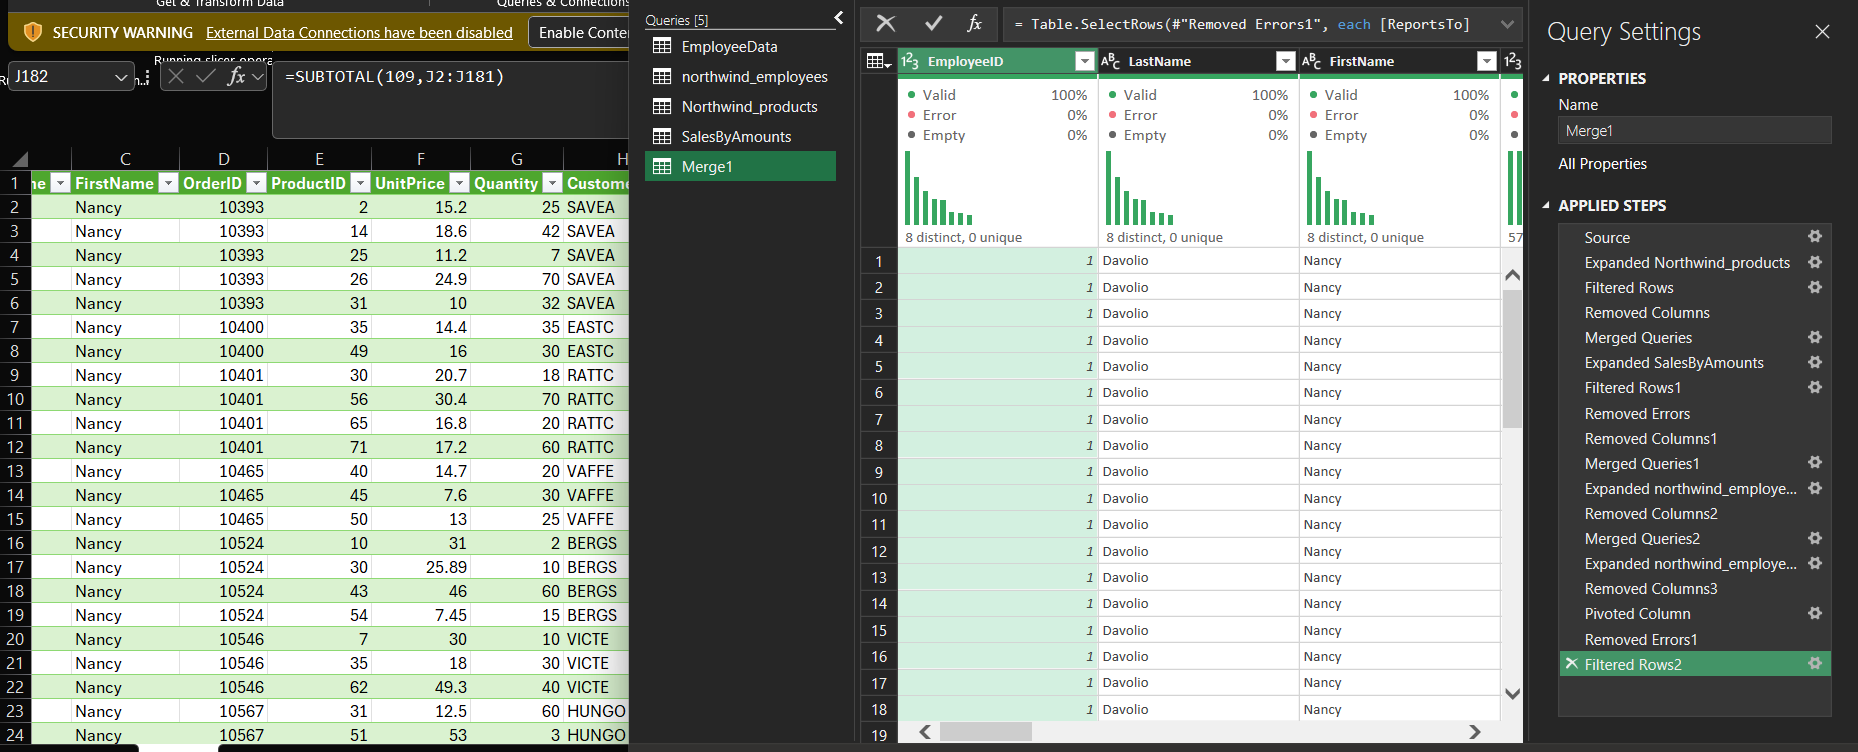 Get & Transform Data
Queries & Connections
SECURITY WARNING External Data Connections have been disabled Enable Conter
Running slicer opera
J182
=SUBTOTAL(109,J2:J181)
C D E F G H
1 ne FirstName OrderID ProductID UnitPrice Quantity Custome
2 Nancy 10393 2 15.2 25 SAVEA
3 Nancy 10393 14 18.6 42 SAVEA
4 Nancy 10393 25 11.2 7 SAVEA
5 Nancy 10393 26 24.9 70 SAVEA
6 Nancy 10393 31 10 32 SAVEA
7 Nancy 10400 35 14.4 35 EASTC
8 Nancy 10400 49 16 30 EASTC
9 Nancy 10401 30 20.7 18 RATTC
10 Nancy 10401 56 30.4 70 RATTC
11 Nancy 10401 65 16.8 20 RATTC
12 Nancy 10401 71 17.2 60 RATTC
13 Nancy 10465 40 14.7 20 VAFFE
14 Nancy 10465 45 7.6 30 VAFFE
15 Nancy 10465 50 13 25 VAFFE
16 Nancy 10524 10 31 2 BERGS
17 Nancy 10524 30 25.89 10 BERGS
18 Nancy 10524 43 46 60 BERGS
19 Nancy 10524 54 7.45 15 BERGS
20 Nancy 10546 7 30 10 VICTE
21 Nancy 10546 35 18 30 VICTE
22 Nancy 10546 62 49.3 40 VICTE
23 Nancy 10567 31 12.5 60 HUNGO
24 Nancy 10567 51 53 3 HUNGO
Queries [5]
EmployeeData
northwind_employees
Northwind_products
SalesByAmounts
Merge1
fx = Table.SelectRows(#"Removed Errors1", each [ReportsTo]
1²3 EmployeeID ABC LastName ABC FirstName 1²3
Valid 100% Valid 100% Valid 100%
Error 0% Error 0% Error 0%
Empty 0% Empty 0% Empty 0%
8 distinct, 0 unique 8 distinct, 0 unique 8 distinct, 0 unique 57
1 1 Davolio Nancy
2 1 Davolio Nancy
3 1 Davolio Nancy
4 1 Davolio Nancy
5 1 Davolio Nancy
6 1 Davolio Nancy
7 1 Davolio Nancy
8 1 Davolio Nancy
9 1 Davolio Nancy
10 1 Davolio Nancy
11 1 Davolio Nancy
12 1 Davolio Nancy
13 1 Davolio Nancy
14 1 Davolio Nancy
15 1 Davolio Nancy
16 1 Davolio Nancy
17 1 Davolio Nancy
18 1 Davolio Nancy
19
Query Settings
PROPERTIES
Name
Merge1
All Properties
APPLIED STEPS
Source
Expanded Northwind_products
Filtered Rows
Removed Columns
Merged Queries
Expanded SalesByAmounts
Filtered Rows1
Removed Errors
Removed Columns1
Merged Queries1
Expanded northwind_employe...
Removed Columns2
Merged Queries2
Expanded northwind_employe...
Removed Columns3
Pivoted Column
Removed Errors1
Filtered Rows2